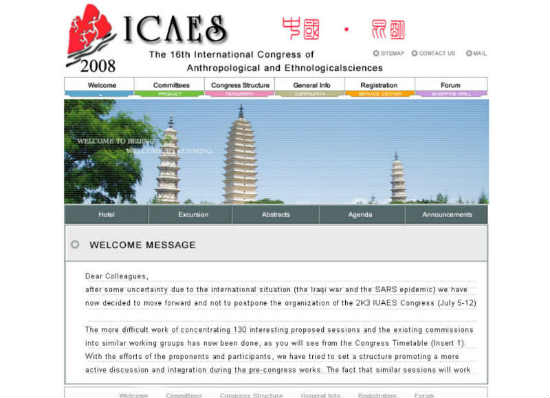 ICAES
中國 · 昆明
2008
The 16th International Congress of
Anthropological and Ethnologicalsciences
SITEMAP CONTACT US MAIL
Welcome Committees Congress Structure General Info Registration Forum
PRODUCT SERVICE CENTER
WELCOME TO BEIJING
WELCOME TO KUNMING
Hotel Excursion Abstracts Agenda Announcements
WELCOME MESSAGE
Dear Colleagues,
after some uncertainty due to the international situation (the Iraqi war and the SARS epidemic) we have
now decided to move forward and not to postpone the organization of the 2K3 IUAES Congress (July 5-12)
The more difficult work of concentrating 130 interesting proposed sessions and the existing commissions
into similar working groups has now been done, as you will see from the Congress Timetable (Insert 1).
With the efforts of the proponents and participants, we have tried to set a structure promoting a more
active discussion and integration during the pre-congress works. The fact that similar sessions will work
Welcome Committees Congress Structure General Info Registration Forum